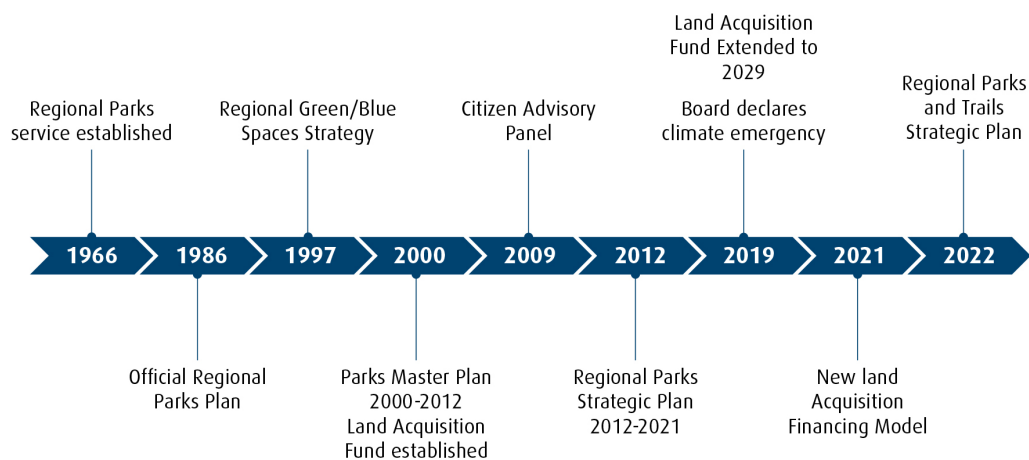 Land Acquisition
Fund Extended to
2029
Regional Parks
service established
Regional Green/Blue
Spaces Strategy
Citizen Advisory
Panel
Board declares
climate emergency
Regional Parks
and Trails
Strategic Plan
1966
1986
1997
2000
2009
2012
2019
2021
2022
Official Regional
Parks Plan
Parks Master Plan
2000-2012
Land Acquisition
Fund established
Regional Parks
Strategic Plan
2012-2021
New land
Acquisition
Financing Model